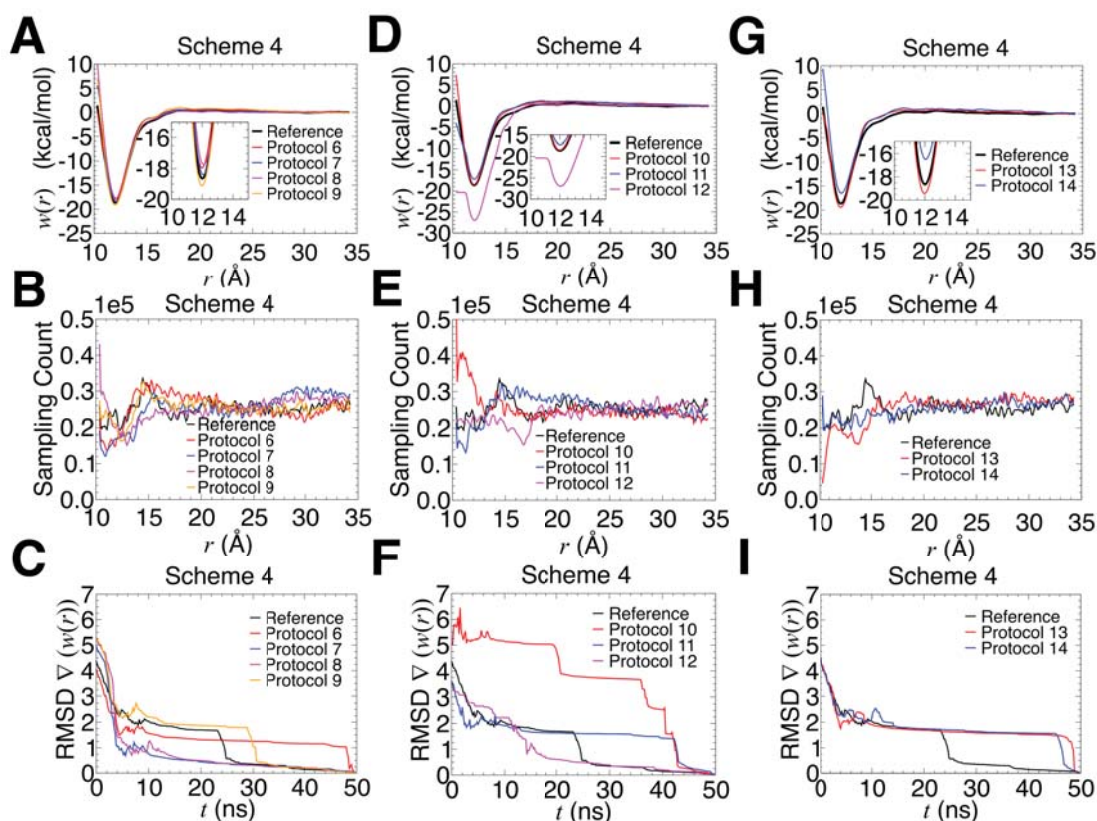 A
Scheme 4
w(r) (kcal/mol)
10
5
0
-5
-10
-15
-20
-25
-16
-18
-20
10 12 14
Reference
Protocol 6
Protocol 7
Protocol 8
Protocol 9
10 15 20 25 30 35
r (Å)
D
Scheme 4
w(r) (kcal/mol)
10
5
0
-5
-10
-15
-20
-25
-30
-15
-20
-25
-30
10 12 14
Reference
Protocol 10
Protocol 11
Protocol 12
10 15 20 25 30 35
r (Å)
G
Scheme 4
w(r) (kcal/mol)
10
5
0
-5
-10
-15
-20
-25
-16
-18
-20
10 12 14
Reference
Protocol 13
Protocol 14
10 15 20 25 30 35
r (Å)
B
1e5 Scheme 4
Sampling Count
0.5
0.4
0.3
0.2
0.1
0.0
Reference
Protocol 6
Protocol 7
Protocol 8
Protocol 9
10 15 20 25 30 35
r (Å)
E
1e5 Scheme 4
Sampling Count
0.5
0.4
0.3
0.2
0.1
0.0
Reference
Protocol 10
Protocol 11
Protocol 12
10 15 20 25 30 35
r (Å)
H
1e5 Scheme 4
Sampling Count
0.5
0.4
0.3
0.2
0.1
0.0
Reference
Protocol 13
Protocol 14
10 15 20 25 30 35
r (Å)
C
Scheme 4
RMSD ∇ (w(r))
7
6
5
4
3
2
1
0
Reference
Protocol 6
Protocol 7
Protocol 8
Protocol 9
0 10 20 30 40 50
t (ns)
F
Scheme 4
RMSD ∇ (w(r))
7
6
5
4
3
2
1
0
Reference
Protocol 10
Protocol 11
Protocol 12
0 10 20 30 40 50
t (ns)
I
Scheme 4
RMSD ∇ (w(r))
7
6
5
4
3
2
1
0
Reference
Protocol 13
Protocol 14
0 10 20 30 40 50
t (ns)